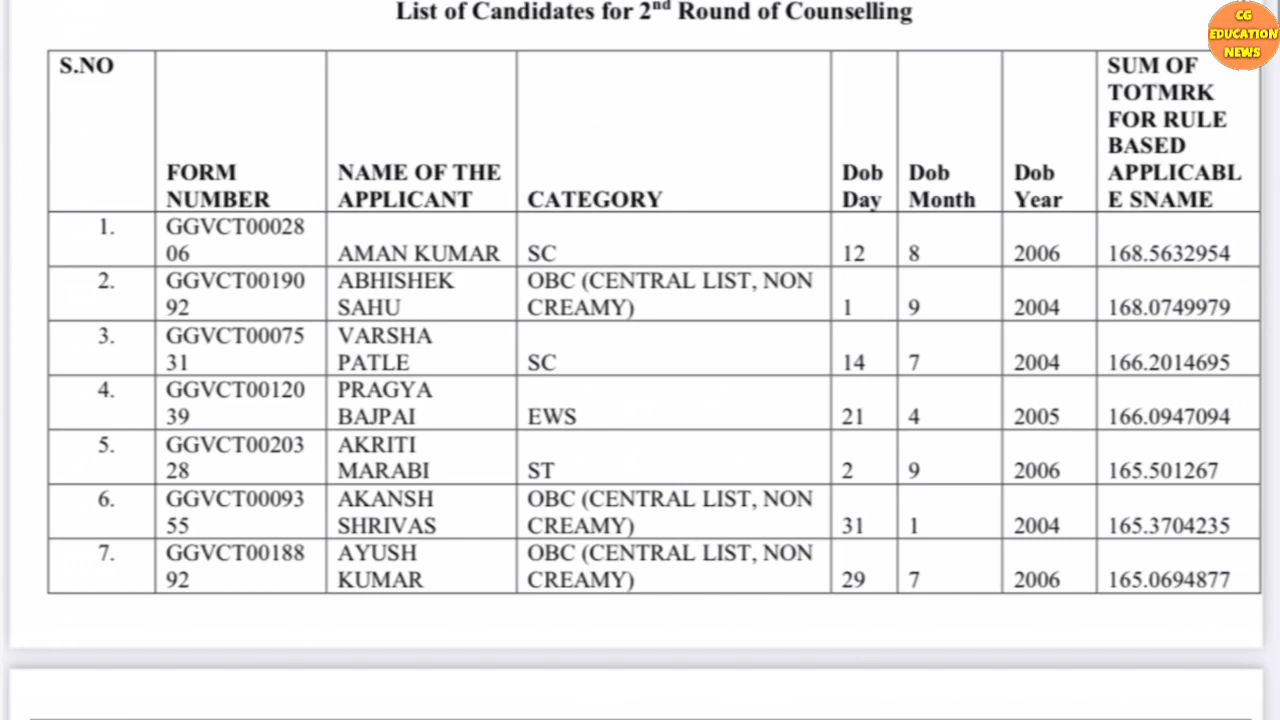 List of Candidates for 2nd Round of Counselling
CG
EDUCATION
NEWS
S.NO
FORM
NUMBER
NAME OF THE
APPLICANT
CATEGORY
Dob
Day
Dob
Month
Dob
Year
SUM OF
TOTMRK
FOR RULE
BASED
APPLICABL
E SNAME
1.
GGVCT00028
06
AMAN KUMAR
SC
12
8
2006
168.5632954
2.
GGVCT00190
92
ABHISHEK
SAHU
OBC (CENTRAL LIST, NON
CREAMY)
1
9
2004
168.0749979
3.
GGVCT00075
31
VARSHA
PATLE
SC
14
7
2004
166.2014695
4.
GGVCT00120
39
PRAGYA
BAJPAI
EWS
21
4
2005
166.0947094
5.
GGVCT00203
28
AKRITI
MARABI
ST
2
9
2006
165.501267
6.
GGVCT00093
55
AKANSH
SHRIVAS
OBC (CENTRAL LIST, NON
CREAMY)
31
1
2004
165.3704235
7.
GGVCT00188
92
AYUSH
KUMAR
OBC (CENTRAL LIST, NON
CREAMY)
29
7
2006
165.0694877